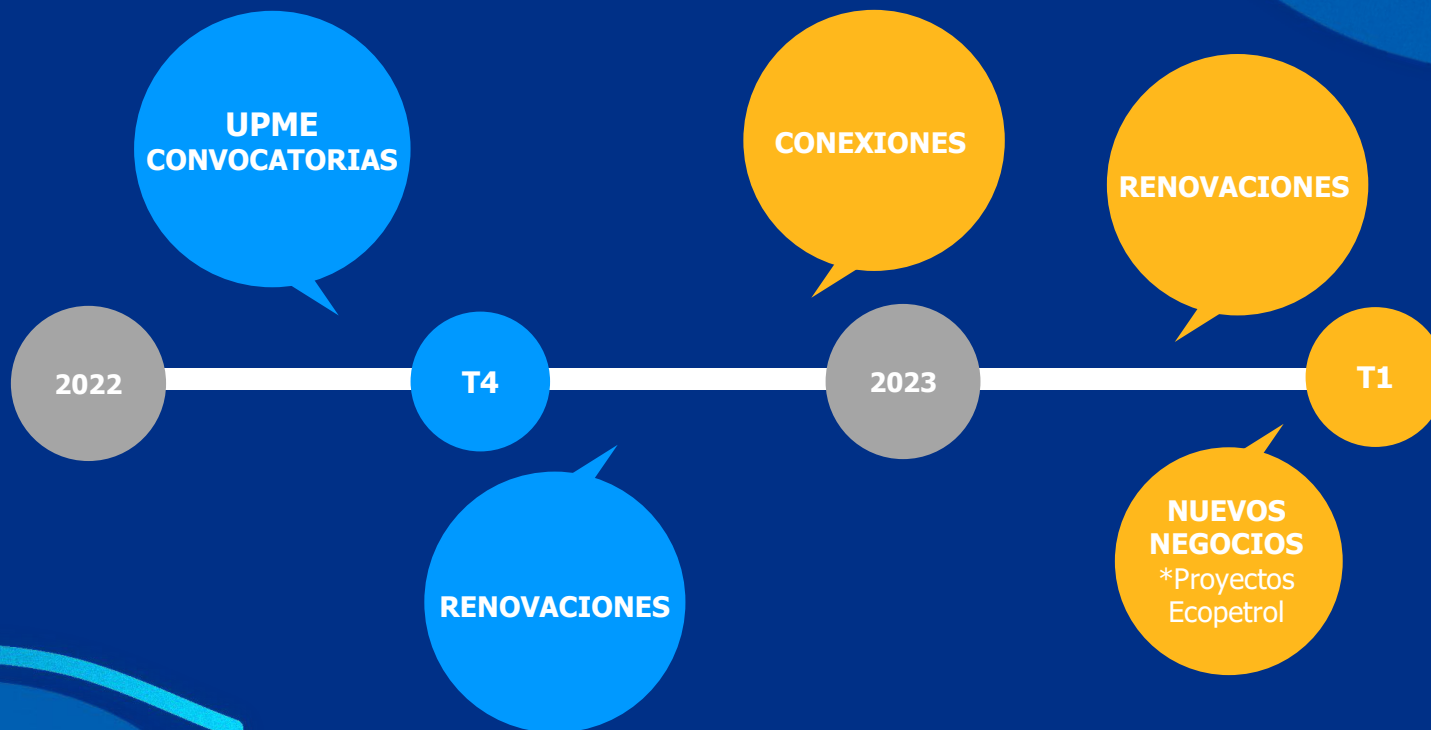 UPME
CONVOCATORIAS
CONEXIONES
RENOVACIONES
2022
T4
2023
T1
RENOVACIONES
NUEVOS
NEGOCIOS
*Proyectos
Ecopetrol